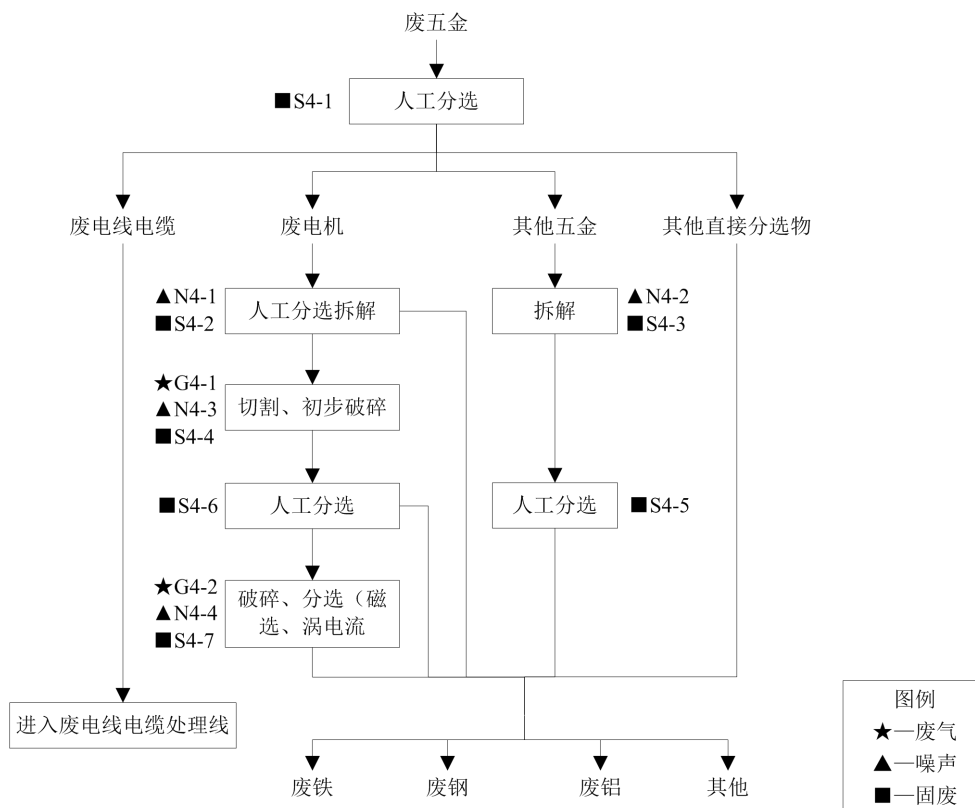 废五金
■S4-1
人工分选
废电线电缆
废电机
其他五金
其他直接分选物
▲N4-1
■S4-2
人工分选拆解
拆解
▲N4-2
■S4-3
★G4-1
▲N4-3
■S4-4
切割、初步破碎
■S4-6
人工分选
人工分选
■S4-5
★G4-2
▲N4-4
■S4-7
破碎、分选（磁
选、涡电流
进入废电线电缆处理线
废铁
废钢
废铝
其他
图例
★—废气
▲—噪声
■—固废